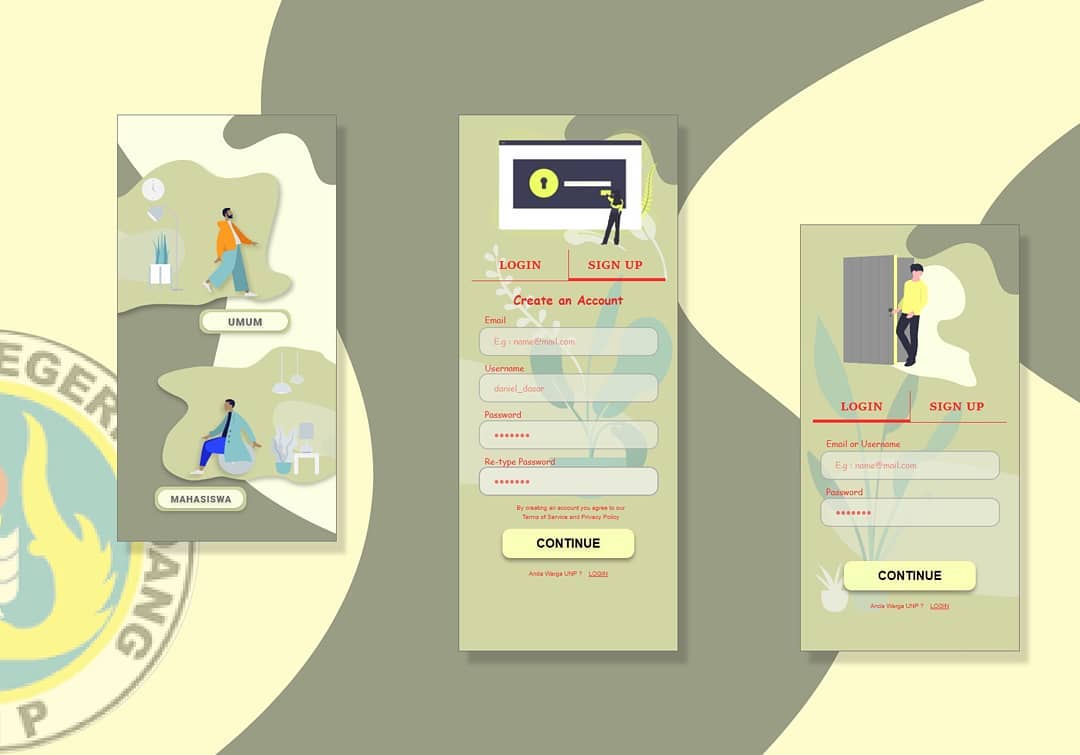 EGER
ANG
P
UMUM
MAHASISWA
LOGIN SIGN UP
Create an Account
Email
E.g : name@mail.com
Username
daniel_dasar
Password
Re-type Password
By creating an account you agree to our
Terms of Service and Privacy Policy
CONTINUE
Anda Warga UNP ? LOGIN
LOGIN SIGN UP
Email or Username
E.g : name@mail.com
Password
CONTINUE
Anda Warga UNP ? LOGIN